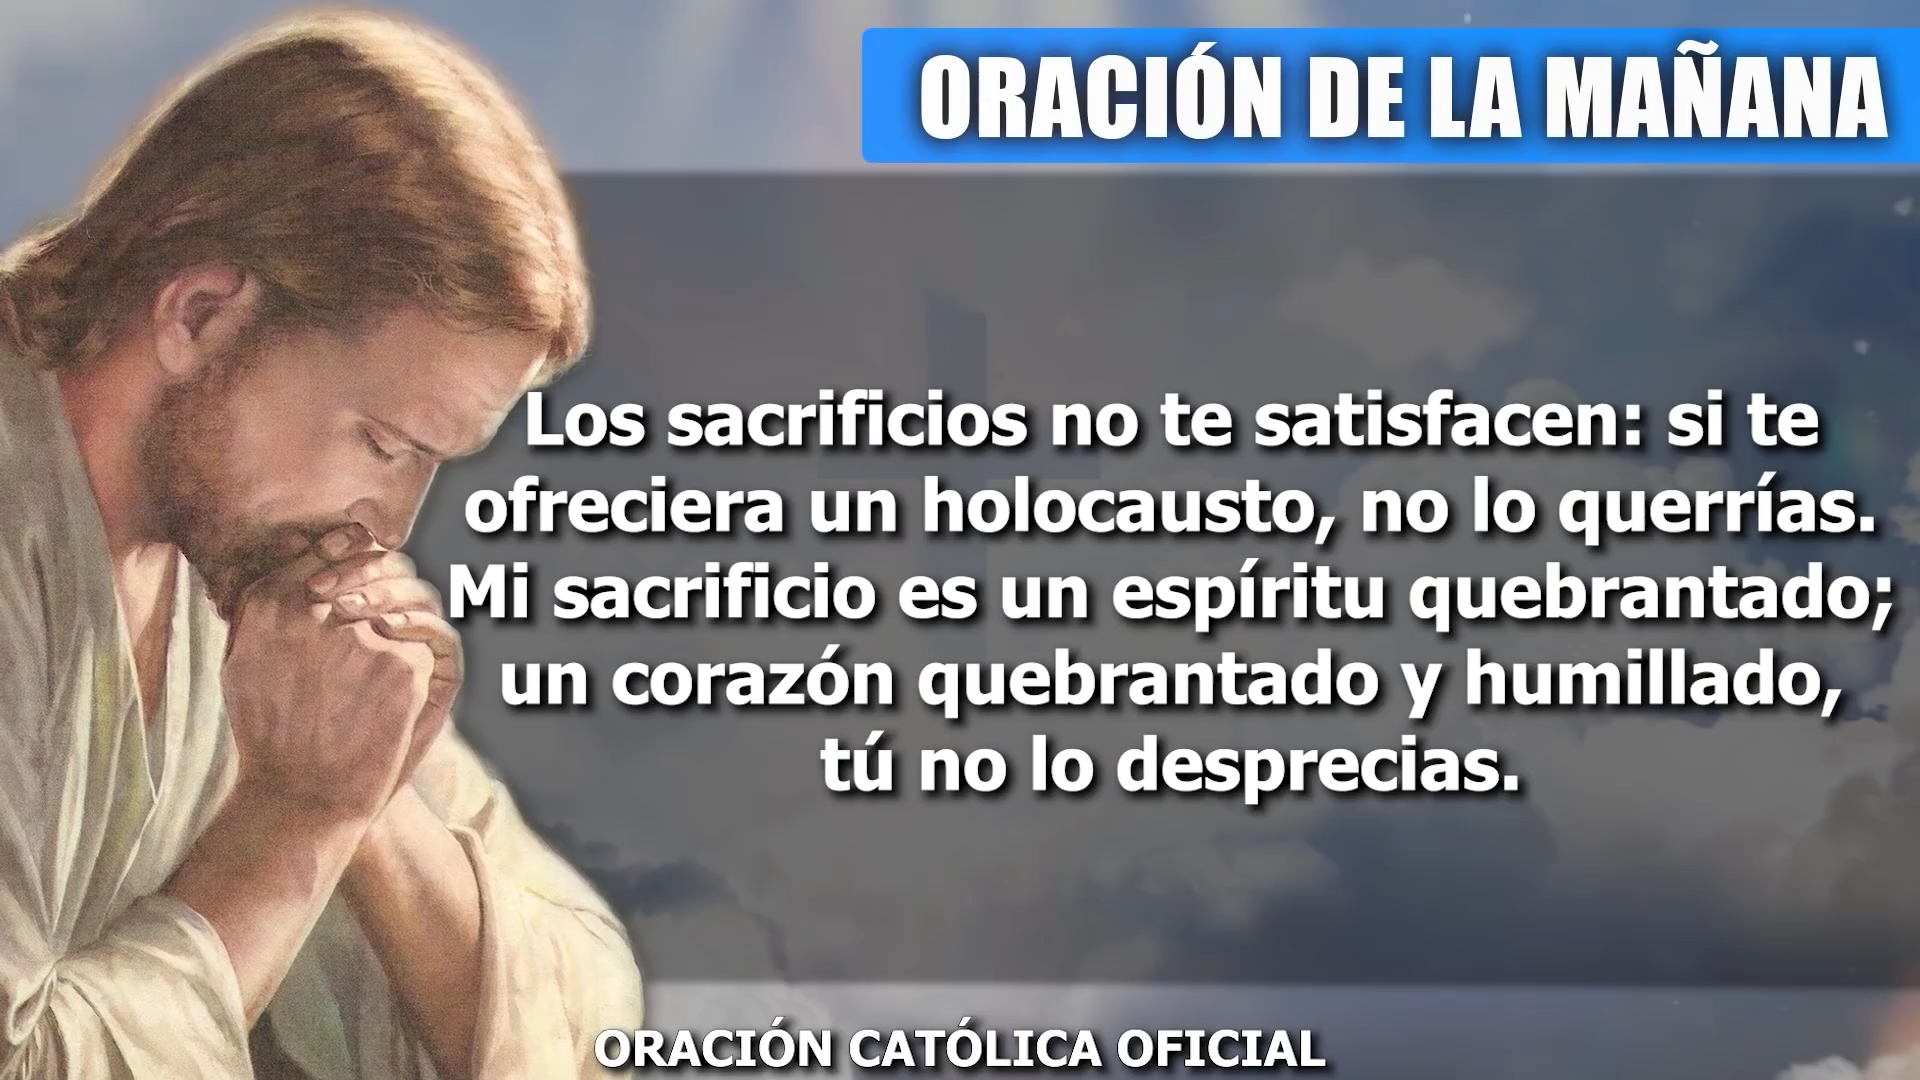 ORACIÓN DE LA MAÑANA
Los sacrificios no te satisfacen: si te
ofreciera un holocausto, no lo querrías.
Mi sacrificio es un espíritu quebrantado;
un corazón quebrantado y humillado,
tú no lo desprecias.
ORACIÓN CATÓLICA OFICIAL